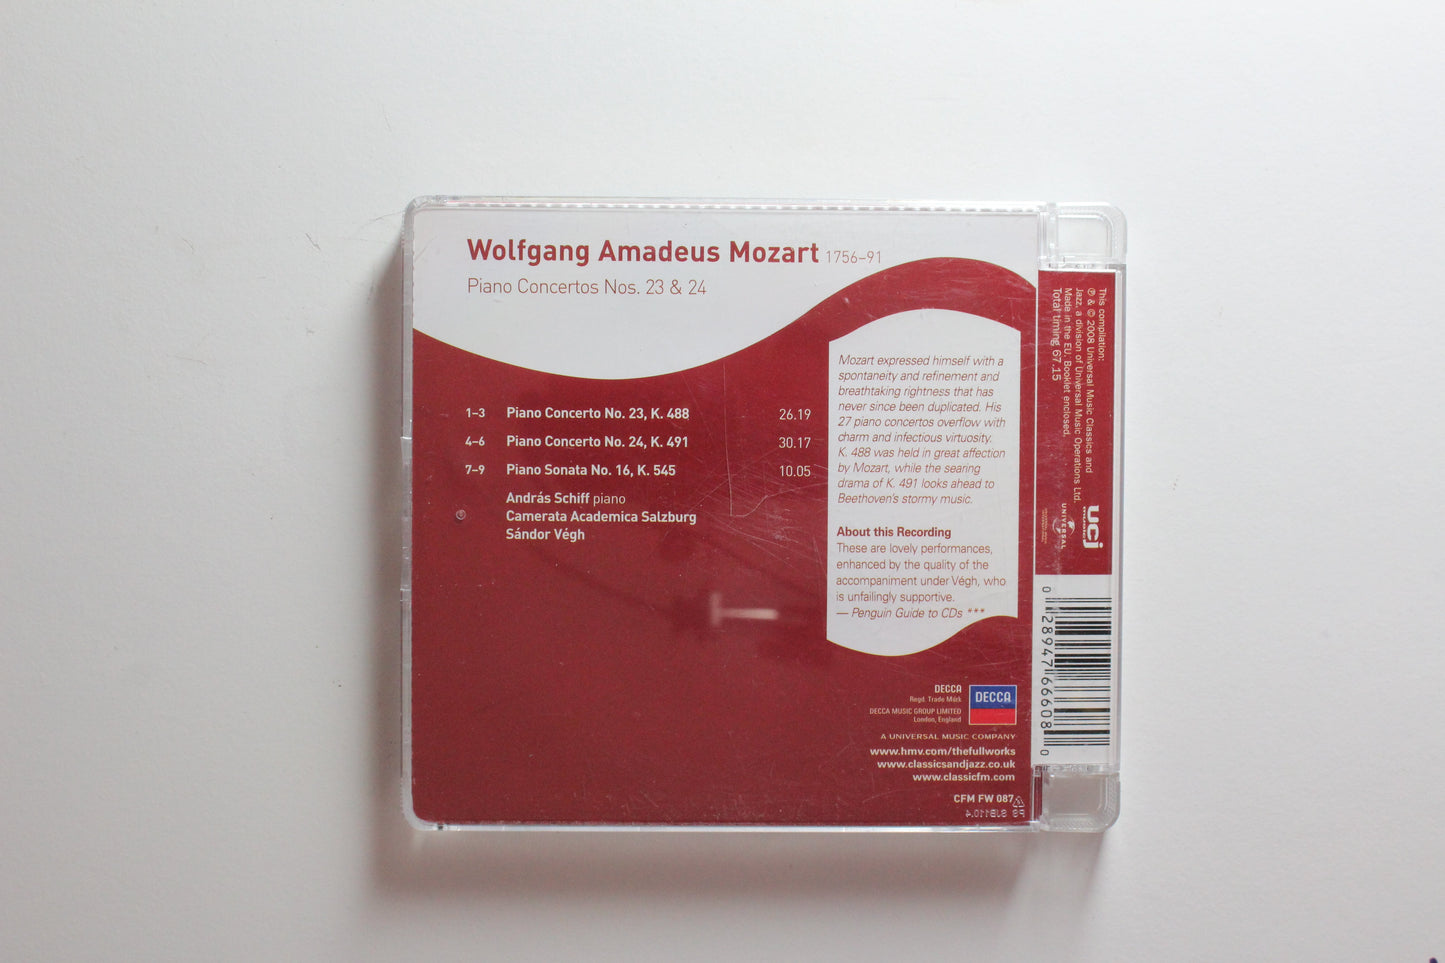 Wolfgang Amadeus Mozart 1756–91
Piano Concertos Nos. 23 & 24
1–3 Piano Concerto No. 23, K. 488 26.19
4–6 Piano Concerto No. 24, K. 491 30.17
7–9 Piano Sonata No. 16, K. 545 10.05
András Schiff piano
Camerata Academica Salzburg
Sándor Végh
Mozart expressed himself with a
spontaneity and refinement and
breathtaking rightness that has
never since been duplicated. His
27 piano concertos overflow with
charm and infectious virtuosity.
K. 488 was held in great affection
by Mozart, while the searing
drama of K. 491 looks ahead to
Beethoven's stormy music.
About this Recording
These are lovely performances,
enhanced by the quality of the
accompaniment under Végh, who
is unfailingly supportive.
— Penguin Guide to CDs ***
DECCA
Regd. Trade Mark
DECCA MUSIC GROUP LIMITED
London, England
DECCA
A UNIVERSAL MUSIC COMPANY
www.hmv.com/thefullworks
www.classicsandjazz.co.uk
www.classicfm.com
CFM FW 087
PS SJB110.4
This compilation:
℗ & © 2008 Universal Music Classics and
Jazz, a division of Universal Music Operations Ltd.
Made in the EU. Booklet enclosed.
Total timing 67.15
ucj
UNIVERSAL
0 28947 66608 0